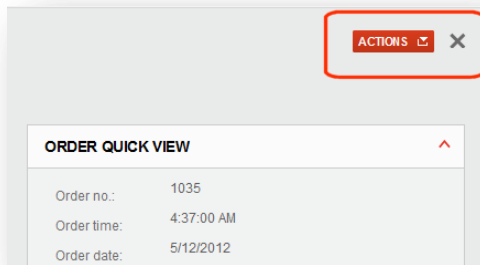 ACTIONS
ORDER QUICK VIEW
Order no.: 1035
Order time: 4:37:00 AM
Order date: 5/12/2012